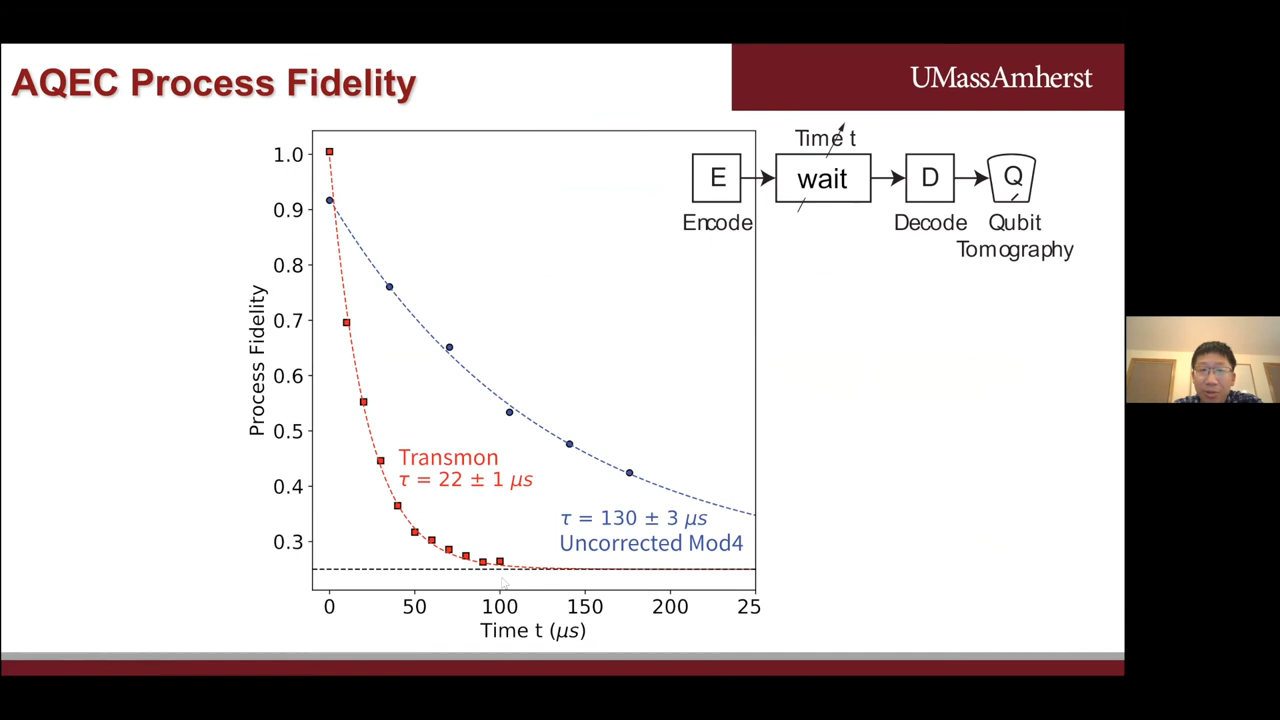 AQEC Process Fidelity
UMassAmherst
Time t
E
wait
D
Q
Encode
Decode
Qubit
Tomography
Process Fidelity
1.0
0.9
0.8
0.7
0.6
0.5
0.4
0.3
Transmon
τ = 22 ± 1 μs
τ = 130 ± 3 μs
Uncorrected Mod4
0 50 100 150 200 25
Time t (μs)